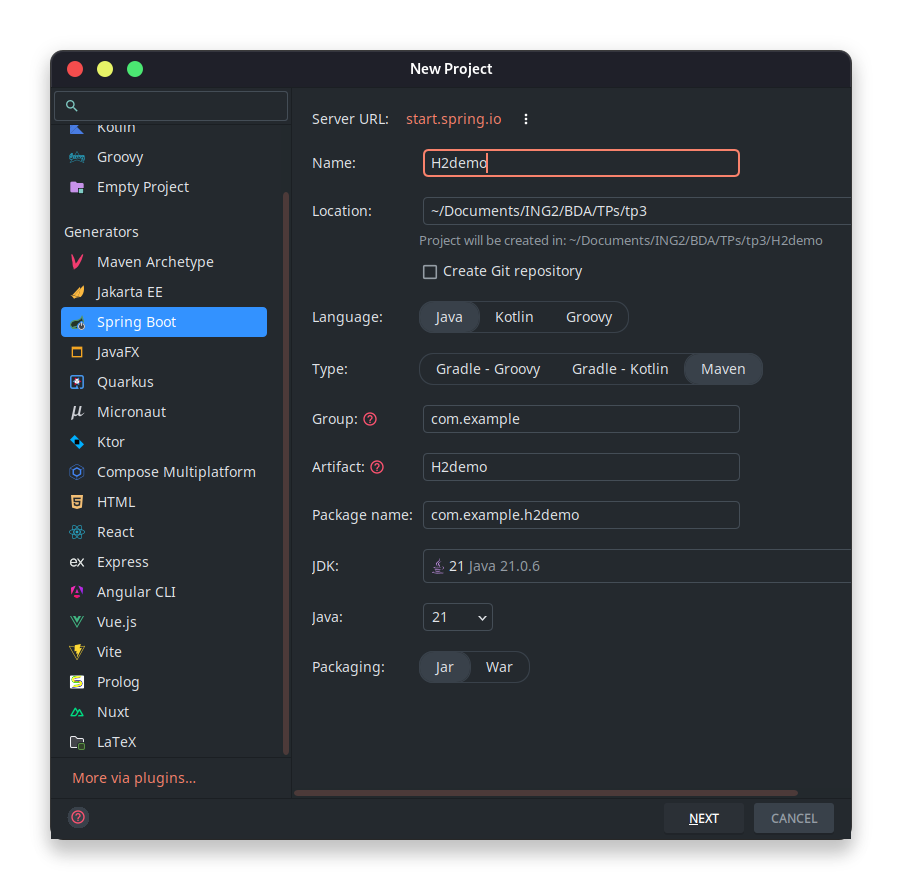 New Project
Kotlin
Groovy
Empty Project
Generators
Maven Archetype
Jakarta EE
Spring Boot
JavaFX
Quarkus
Micronaut
Ktor
Compose Multiplatform
HTML
React
Express
Angular CLI
Vue.js
Vite
Prolog
Nuxt
LaTeX
More via plugins...
Server URL: start.spring.io
Name: H2demo
Location: ~/Documents/ING2/BDA/TPs/tp3
Project will be created in: ~/Documents/ING2/BDA/TPs/tp3/H2demo
Create Git repository
Language: Java Kotlin Groovy
Type: Gradle - Groovy Gradle - Kotlin Maven
Group: com.example
Artifact: H2demo
Package name: com.example.h2demo
JDK: 21 Java 21.0.6
Java: 21
Packaging: Jar War
NEXT CANCEL